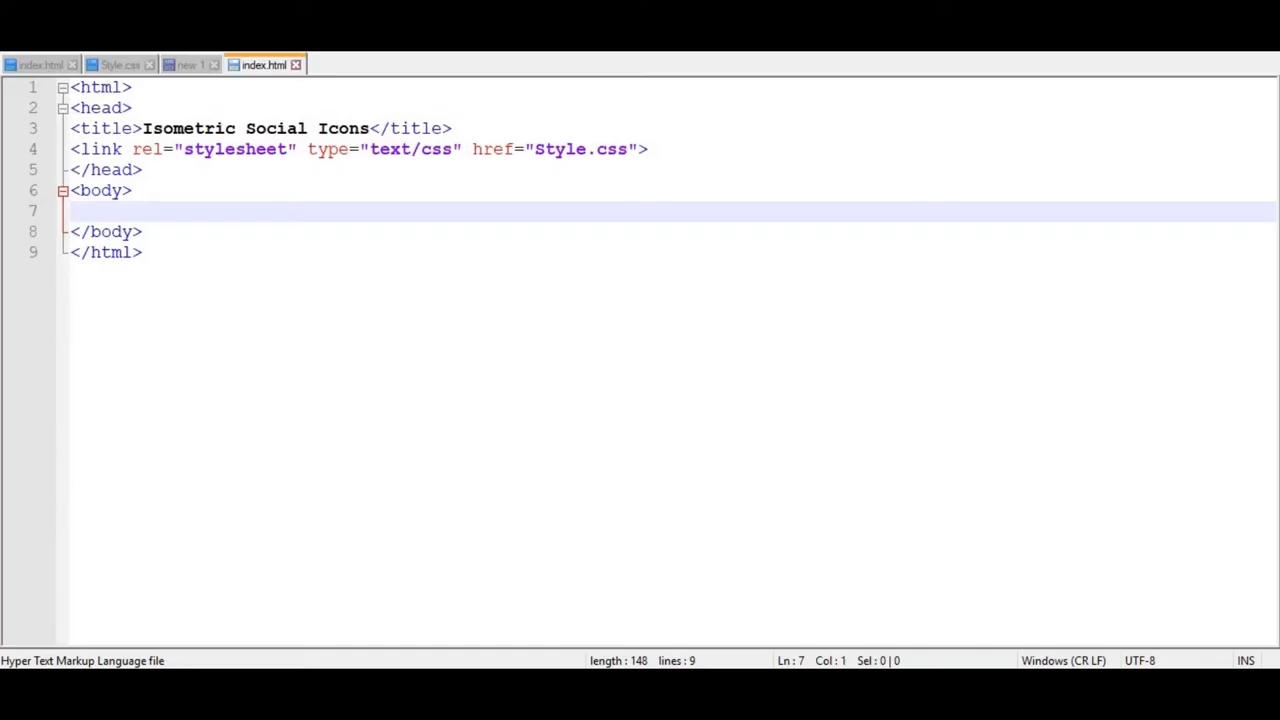 index.html Style.css new 1 index.html
1 <html>
2 <head>
3 <title>Isometric Social Icons</title>
4 <link rel="stylesheet" type="text/css" href="Style.css">
5 </head>
6 <body>
7
8 </body>
9 </html>
Hyper Text Markup Language file length : 148 lines : 9 Ln : 7 Col : 1 Sel : 0 | 0 Windows (CR LF) UTF-8 INS